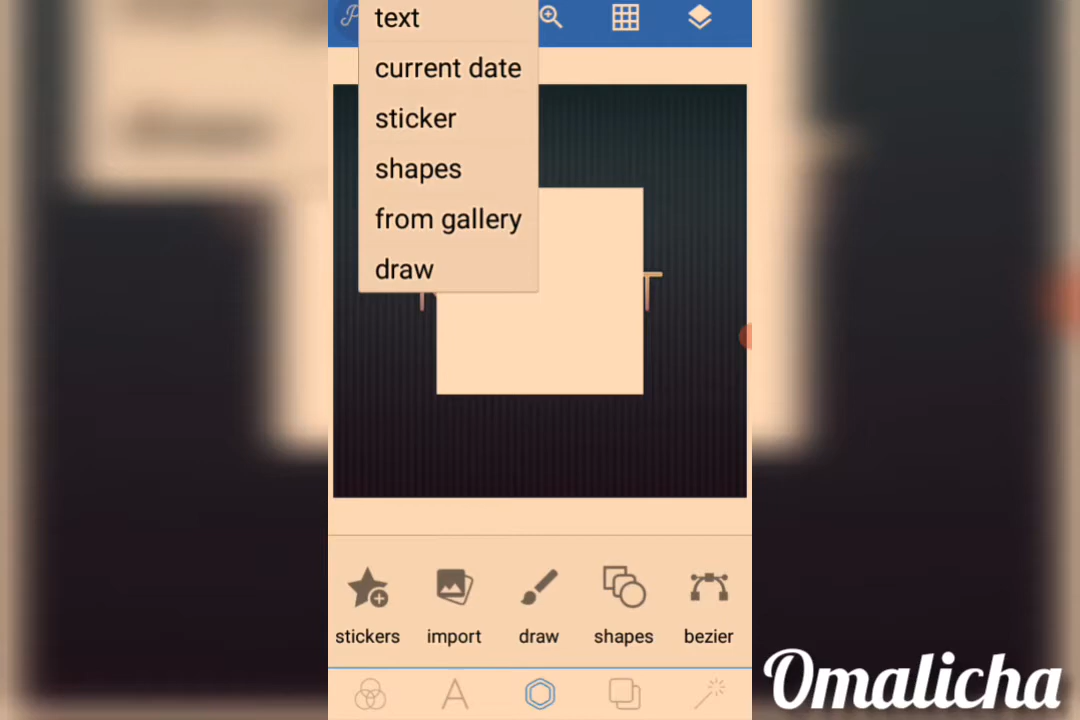 text
current date
sticker
shapes
from gallery
draw
stickers import draw shapes bezier
Omalicha